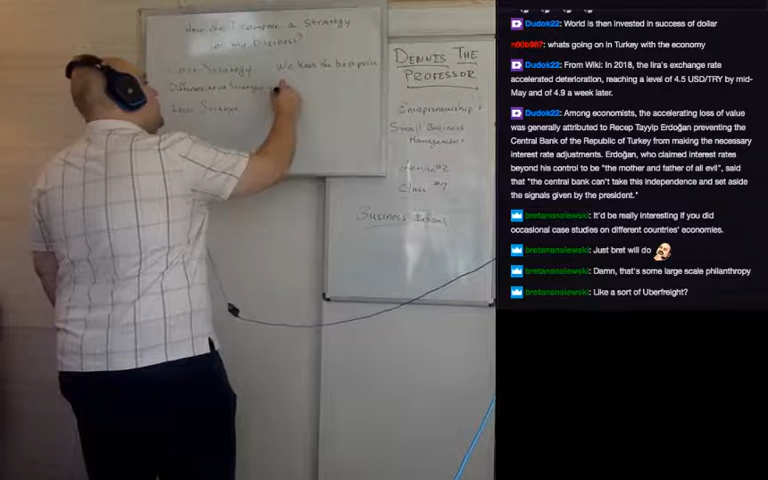 How do I compete a Strategy
for my business?
Cost Strategy We have the best price
Differentiation Strategy
Strategy
DENNIS THE
PROFESSOR
Entrepreneurship +
Small Business
Management
Class #7
Business
Dudok22: World is then invested in success of dollar
n00b987: whats going on in Turkey with the economy
Dudok22: From Wiki: In 2018, the lira's exchange rate
accelerated deterioration, reaching a level of 4.5 USD/TRY by mid-
May and of 4.9 a week later.
Dudok22: Among economists, the accelerating loss of value
was generally attributed to Recep Tayyip Erdoğan preventing the
Central Bank of the Republic of Turkey from making the necessary
interest rate adjustments. Erdoğan, who claimed interest rates
beyond his control to be "the mother and father of all evil", said
that "the central bank can't take this independence and set aside
the signals given by the president."
bretananalewski: It'd be really interesting if you did
occasional case studies on different countries' economies.
bretananalewski: Just bret will do
bretananalewski: Damn, that's some large scale philanthropy
bretananalewski: Like a sort of Uberfreight?